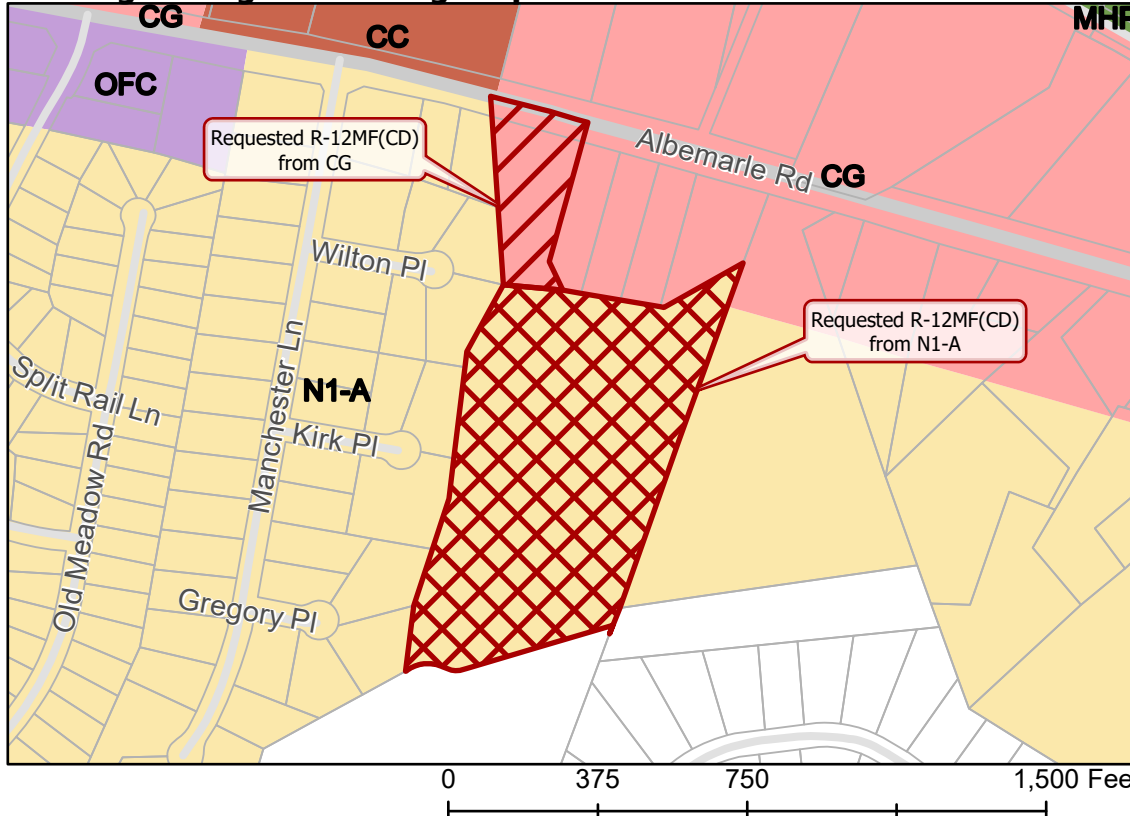 CG
CC
MHP
OFC
Requested R-12MF(CD)
from CG
Albemarle Rd
CG
Wilton Pl
Requested R-12MF(CD)
from N1-A
Split Rail Ln
Manchester Ln
N1-A
Kirk Pl
Old Meadow Rd
Gregory Pl
0 375 750 1,500 Fee